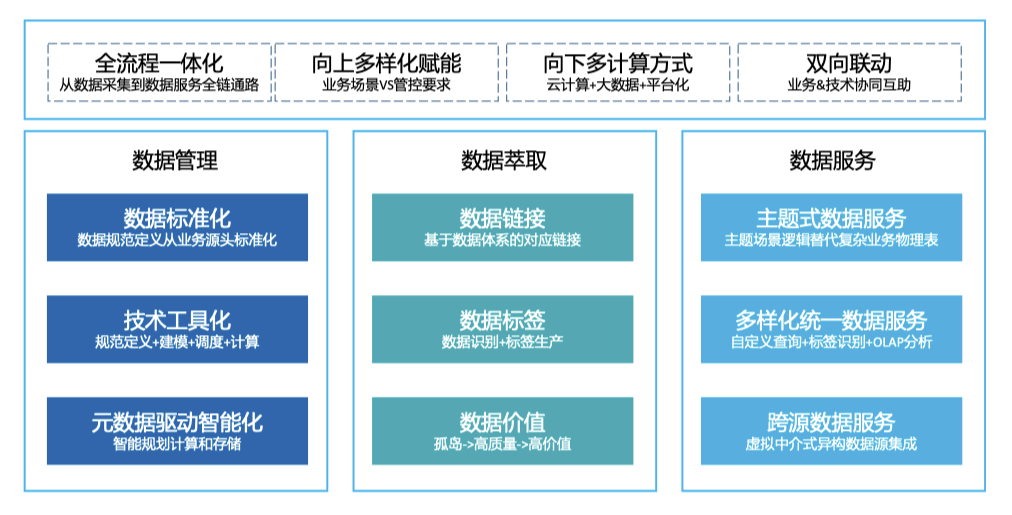 全流程一体化
从数据采集到数据服务全链通路
向上多样化赋能
业务场景VS管控要求
向下多计算方式
云计算+大数据+平台化
双向联动
业务&技术协同互助
数据管理
数据标准化
数据规范定义从业务源头标准化
技术工具化
规范定义+建模+调度+计算
元数据驱动智能化
智能规划计算和存储
数据萃取
数据链接
基于数据体系的对应链接
数据标签
数据识别+标签生产
数据价值
孤岛->高质量->高价值
数据服务
主题式数据服务
主题场景逻辑替代复杂业务物理表
多样化统一数据服务
自定义查询+标签识别+OLAP分析
跨源数据服务
虚拟中介式异构数据源集成